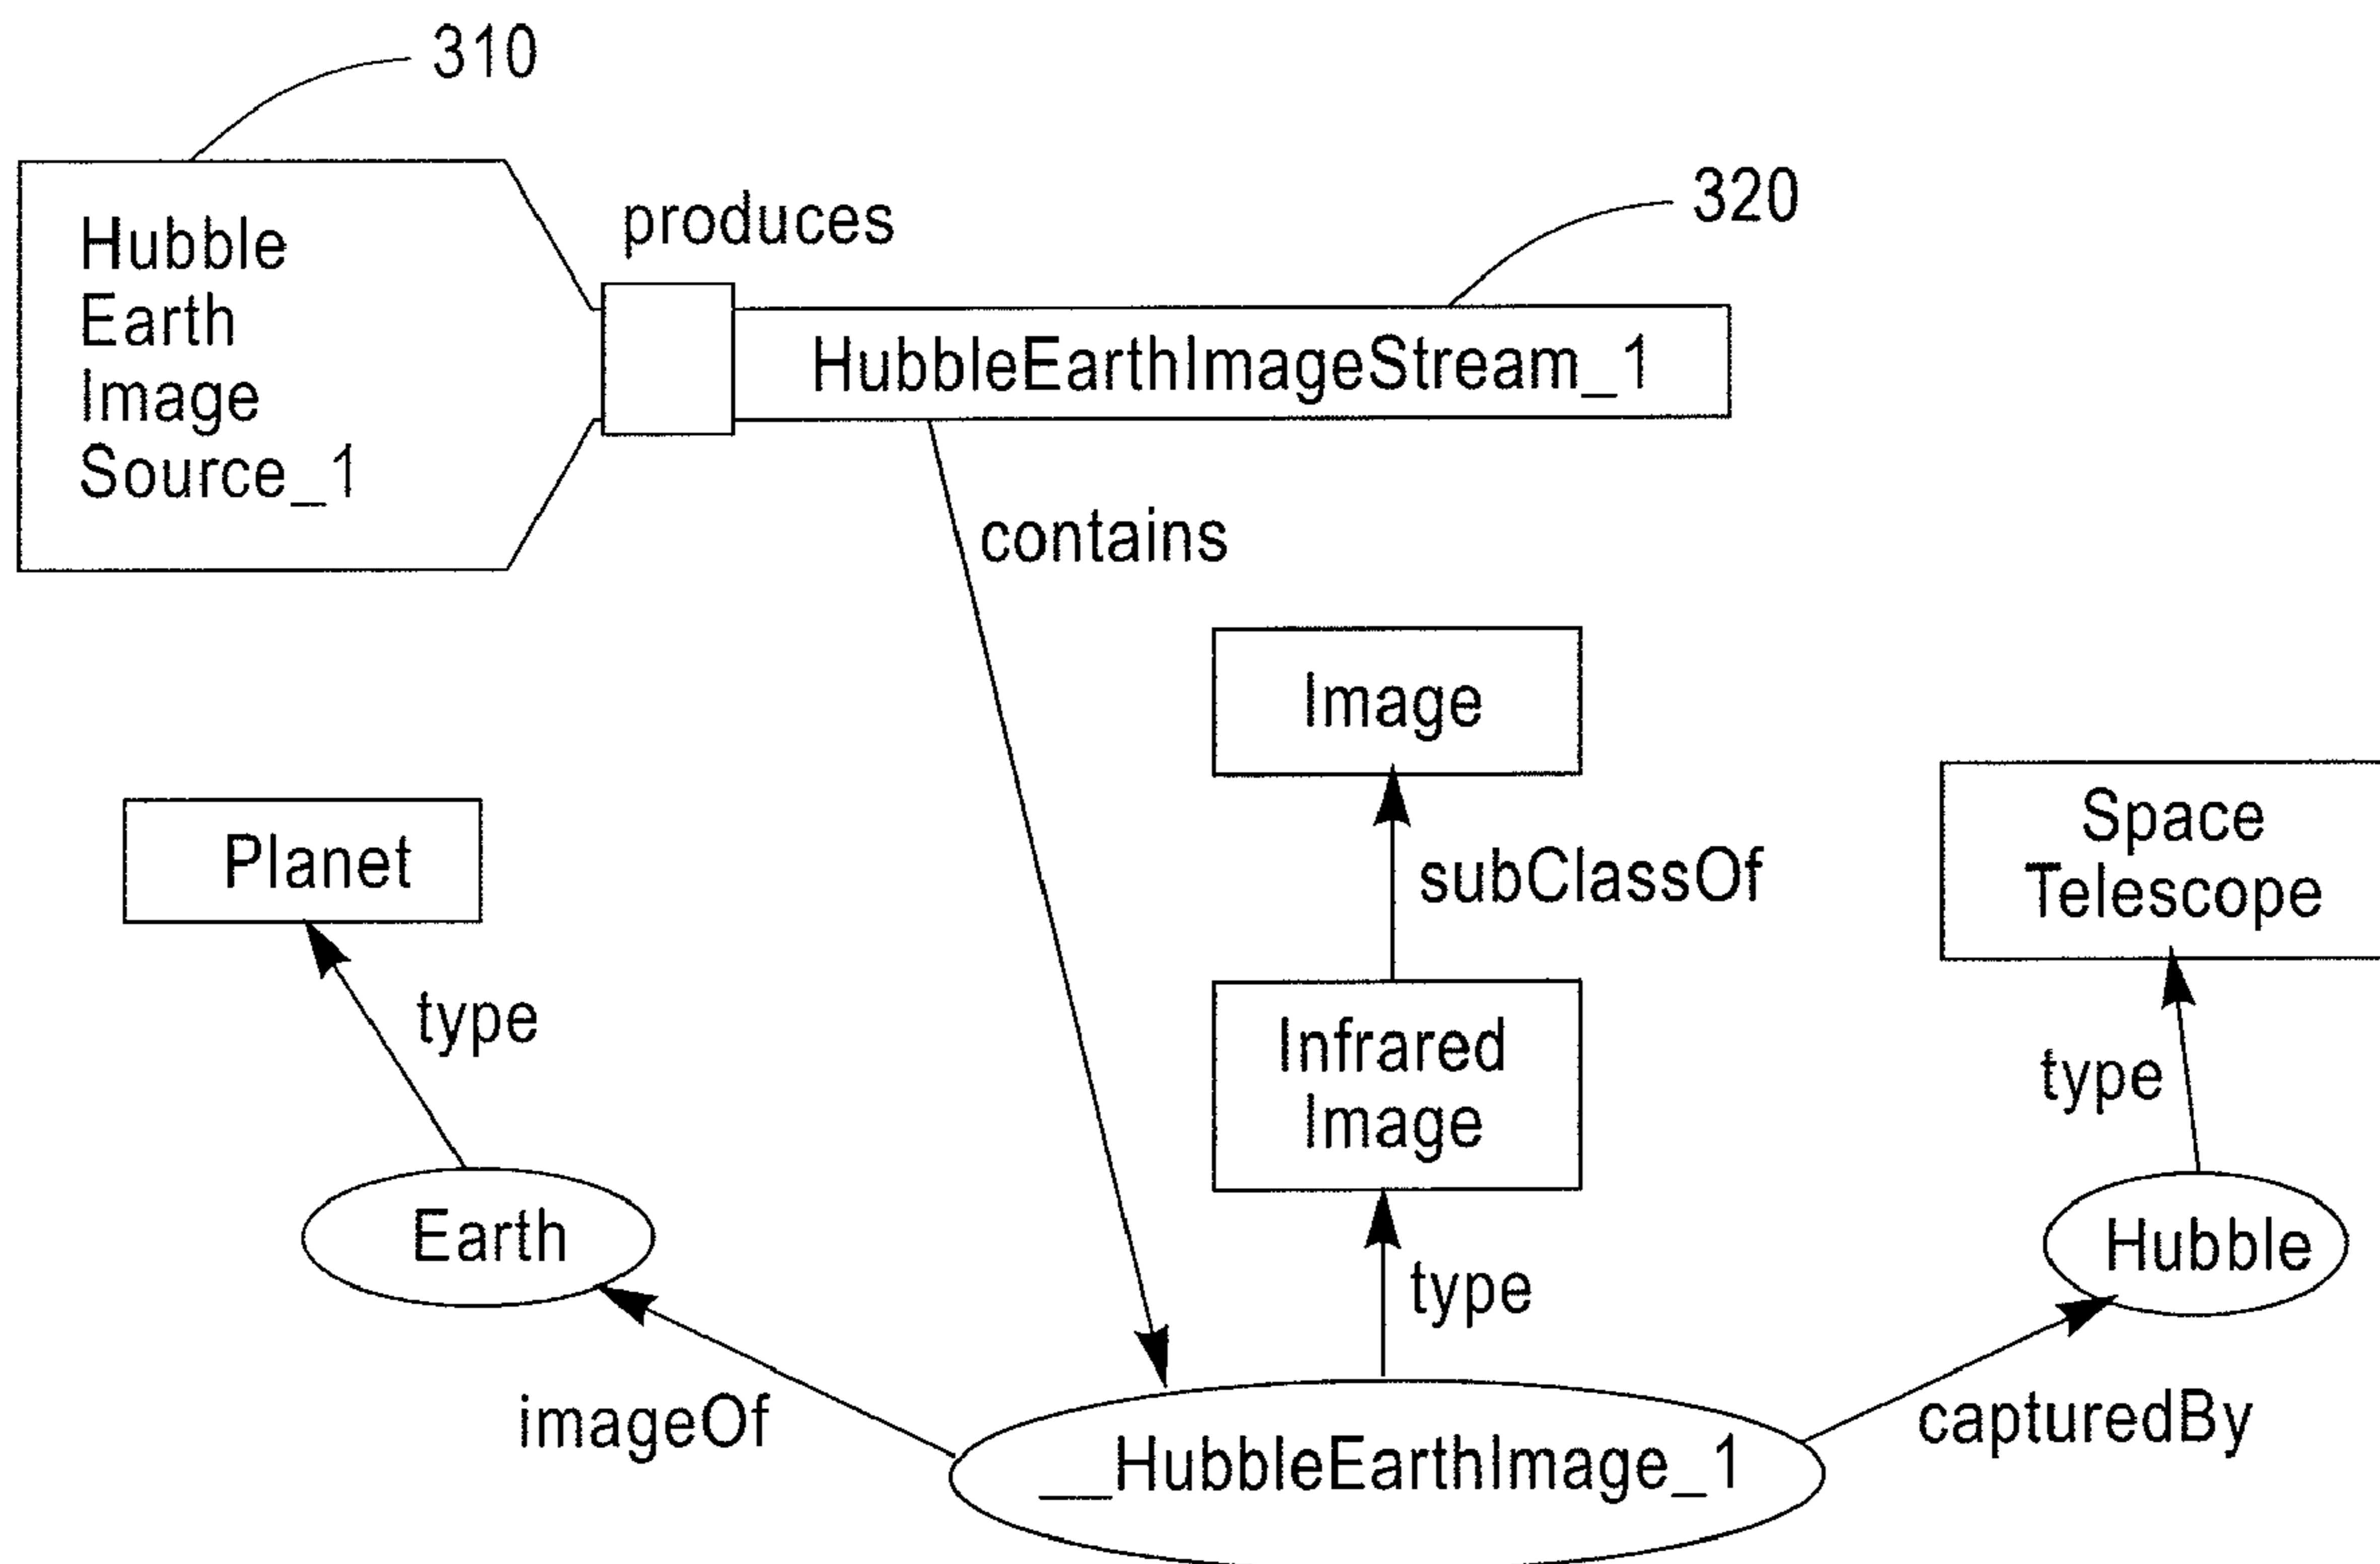 310
320
produces
Hubble
Earth
Image
Source_1
HubbleEarthImageStream_1
contains
Image
subClassOf
Planet
Space
Telescope
type
Infrared
Image
type
Earth
type
Hubble
imageOf
capturedBy
__HubbleEarthImage_1